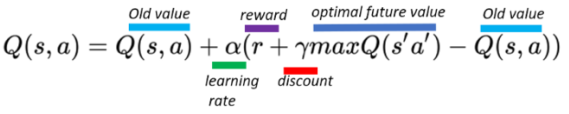 Old value reward optimal future value Old value
Q(s, a) = Q(s, a) + α(r + γmaxQ(s′a′) − Q(s, a))
learning discount
rate